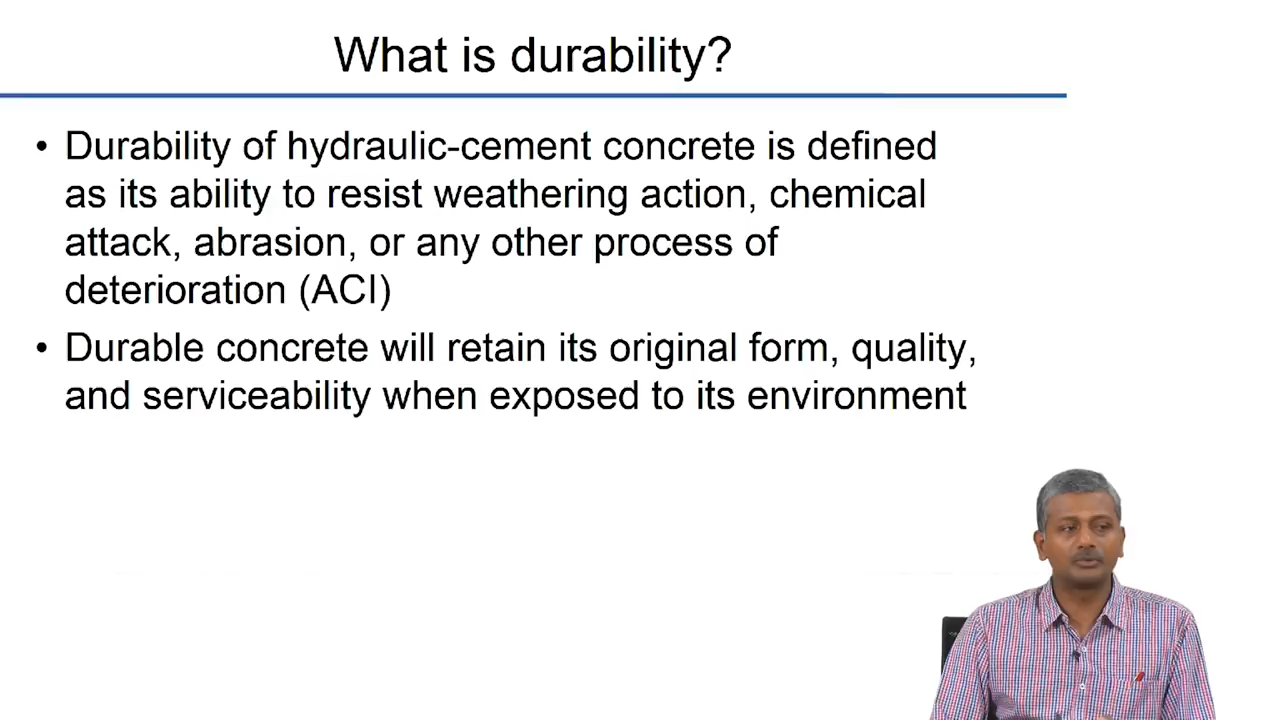 What is durability?
• Durability of hydraulic-cement concrete is defined
as its ability to resist weathering action, chemical
attack, abrasion, or any other process of
deterioration (ACI)
• Durable concrete will retain its original form, quality,
and serviceability when exposed to its environment